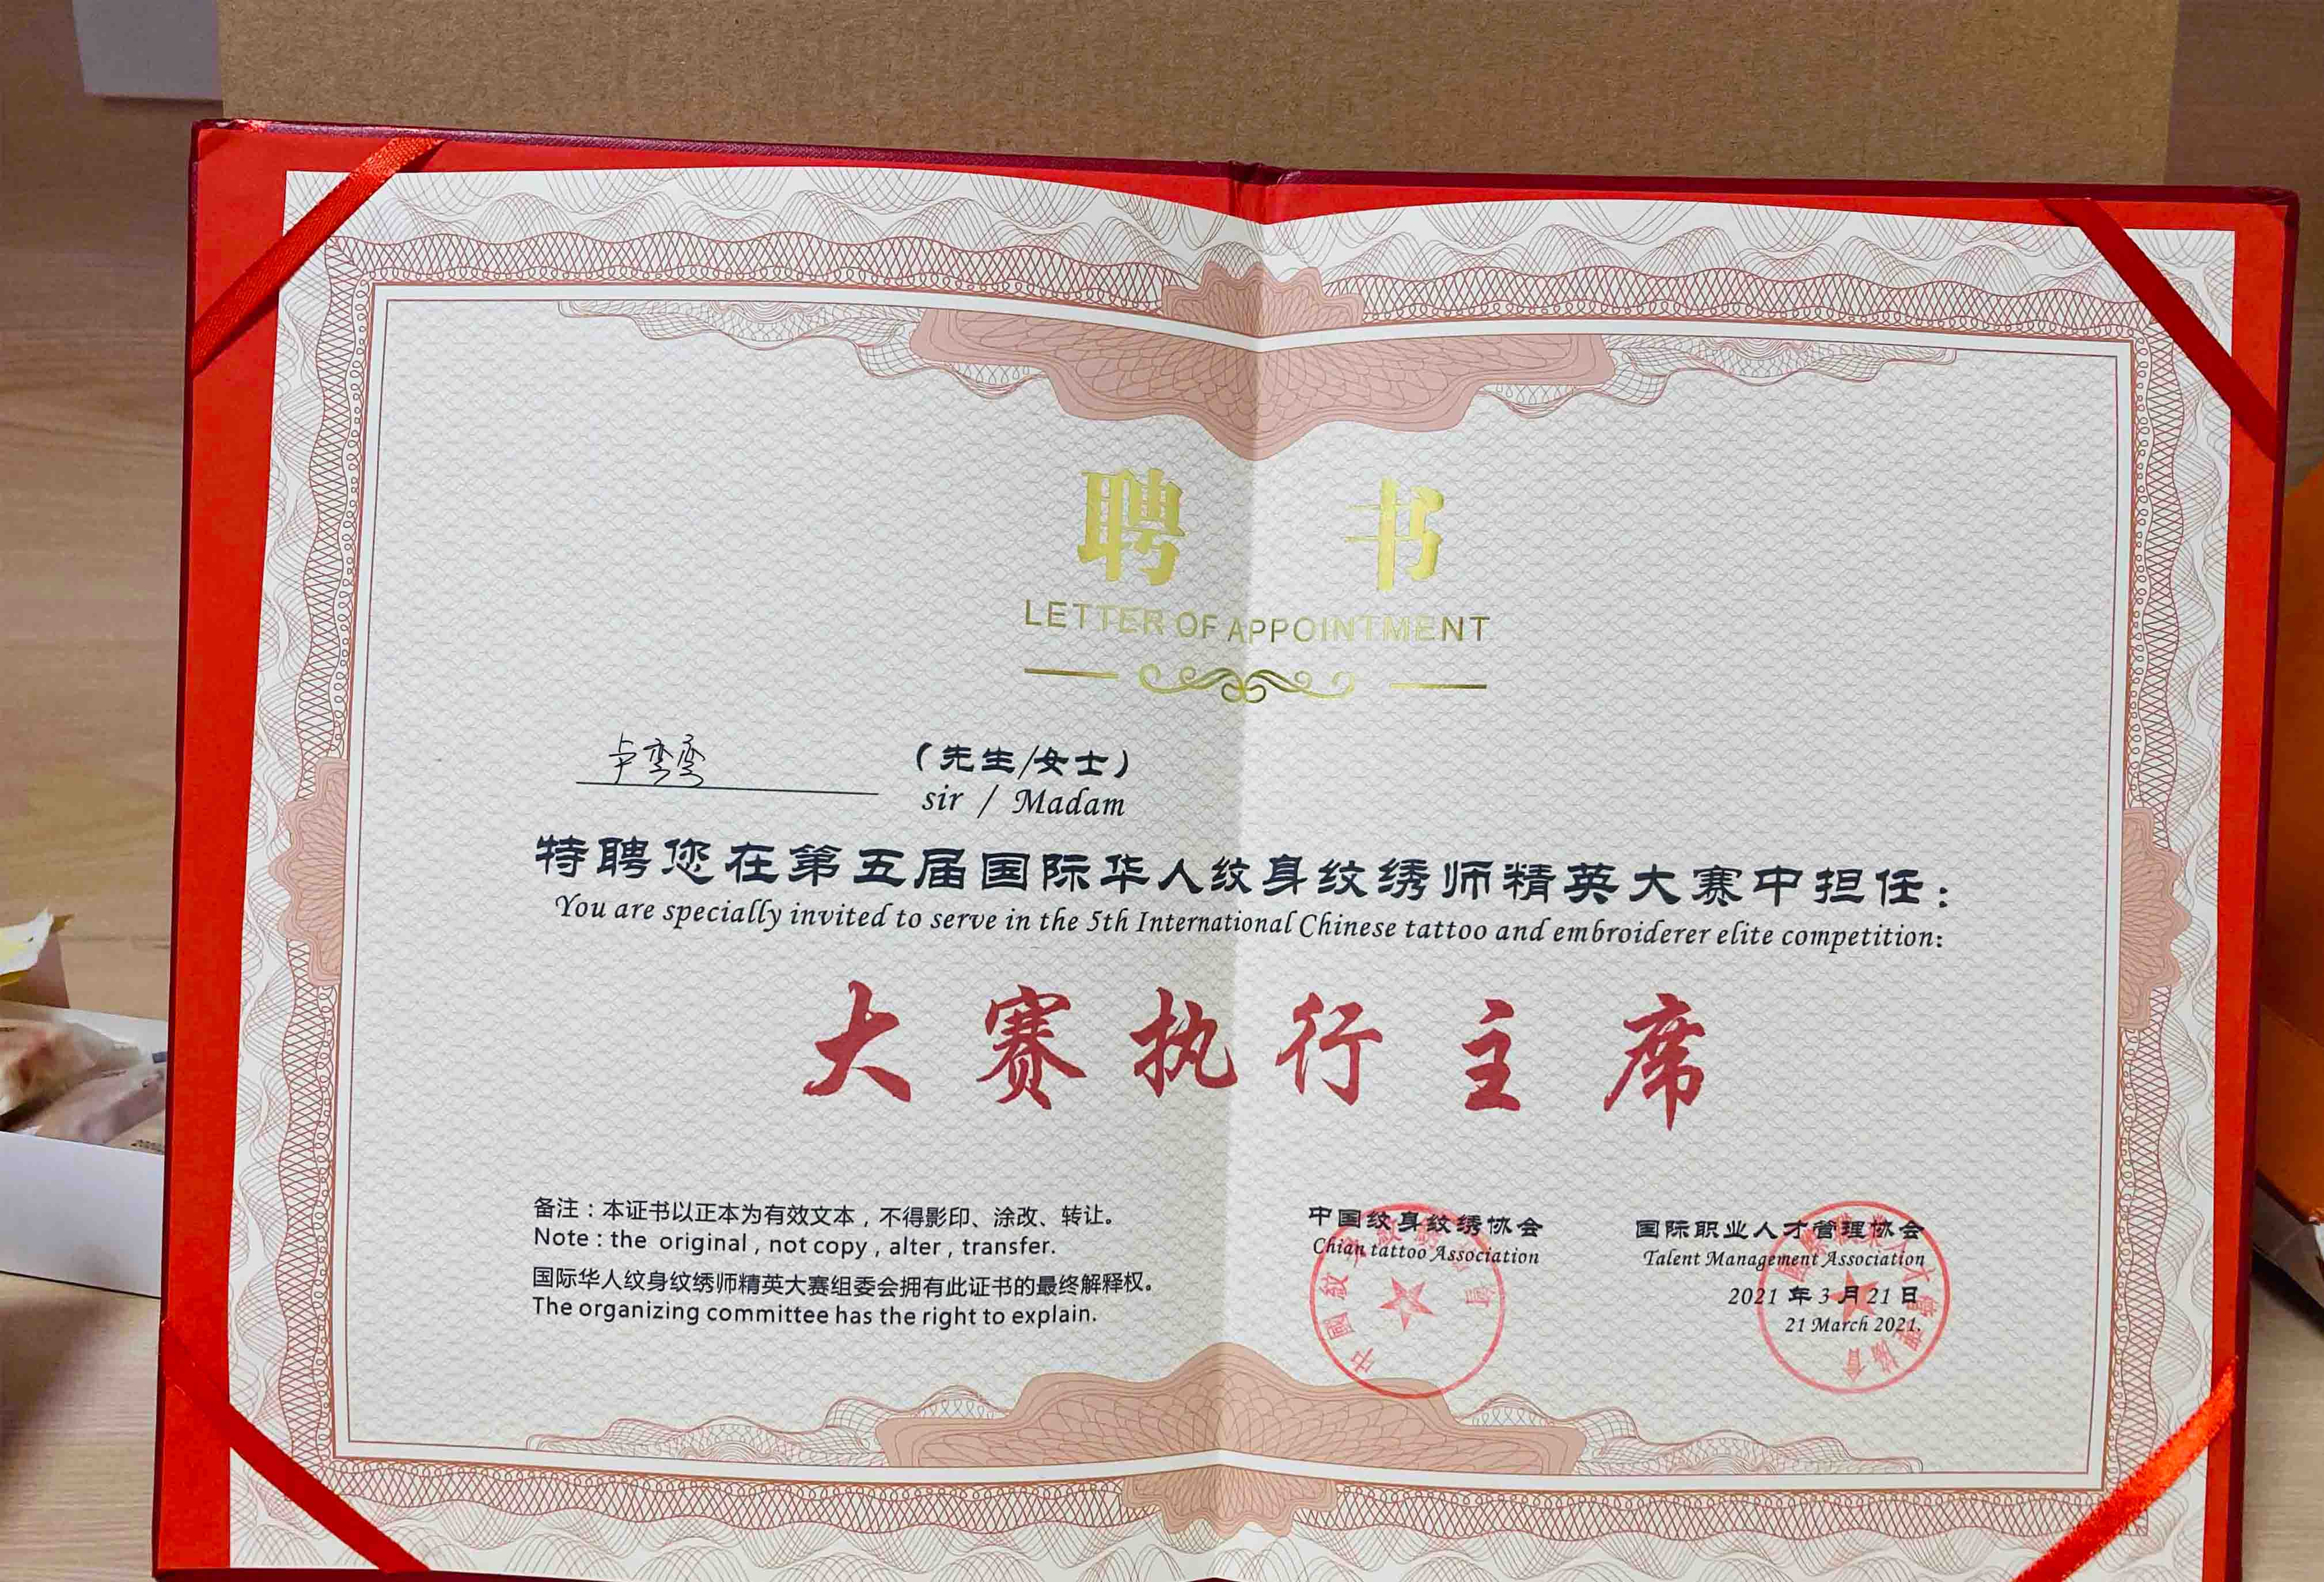 聘 书
LETTER OF APPOINTMENT
卢弯弯 (先生/女士)
sir / Madam
特聘您在第五届国际华人纹身纹绣师精英大赛中担任:
You are specially invited to serve in the 5th International Chinese tattoo and embroiderer elite competition:
大赛执行主席
备注:本证书以正本为有效文本,不得影印、涂改、转让。
Note : the original , not copy , alter , transfer.
国际华人纹身纹绣师精英大赛组委会拥有此证书的最终解释权。
The organizing committee has the right to explain.
中国纹身纹绣协会
Chian tattoo Association
国际职业人才管理协会
Talent Management Association
2021 年 3 月 21 日
21 March 2021.